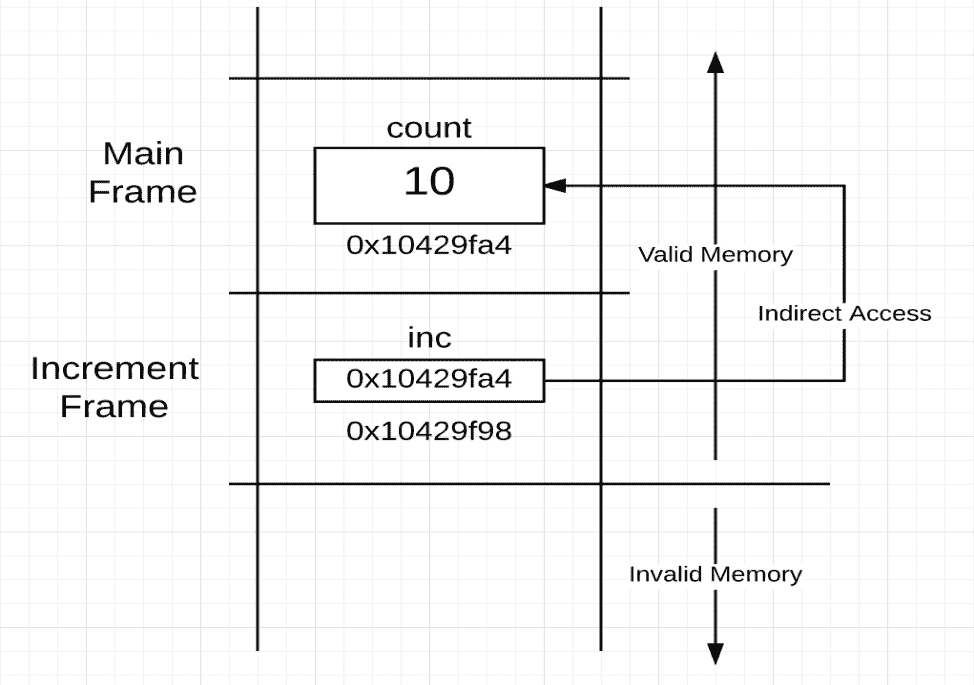 count
Main
Frame
10
0x10429fa4
Valid Memory
Indirect Access
inc
Increment
Frame
0x10429fa4
0x10429f98
Invalid Memory